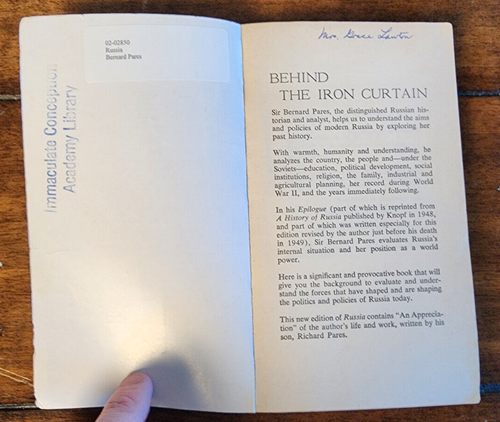 Immaculate Conception
Academy Library
02-02850
Russia
Bernard Pares
Mrs. Grace Lawton
BEHIND
THE IRON CURTAIN
Sir Bernard Pares, the distinguished Russian his-
torian and analyst, helps us to understand the aims
and policies of modern Russia by exploring her
past history.
With warmth, humanity and understanding, he
analyzes the country, the people and—under the
Soviets—education, political development, social
institutions, religion, the family, industrial and
agricultural planning, her record during World
War II, and the years immediately following.
In his Epilogue (part of which is reprinted from
A History of Russia published by Knopf in 1948,
and part of which was written especially for this
edition revised by the author just before his death
in 1949), Sir Bernard Pares evaluates Russia's
internal situation and her position as a world
power.
Here is a significant and provocative book that will
give you the background to evaluate and under-
stand the forces that have shaped and are shaping
the politics and policies of Russia today.
This new edition of Russia contains "An Apprecia-
tion" of the author's life and work, written by his
son, Richard Pares.